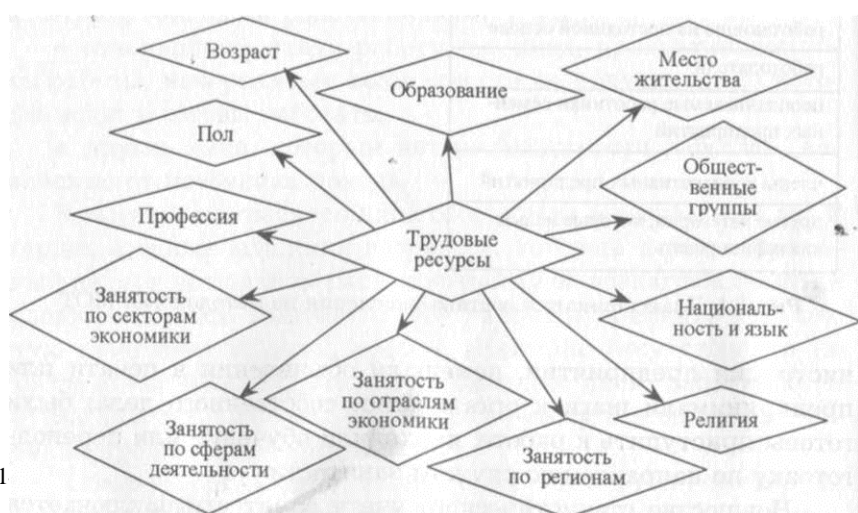 Возраст
Образование
Место
жительства
Пол
Общест-
венные
группы
Профессия
Трудовые
ресурсы
Занятость
по секторам
экономики
Националь-
ность и язык
Занятость
по отраслям
экономики
Религия
Занятость
по сферам
деятельности
Занятость
по регионам
1